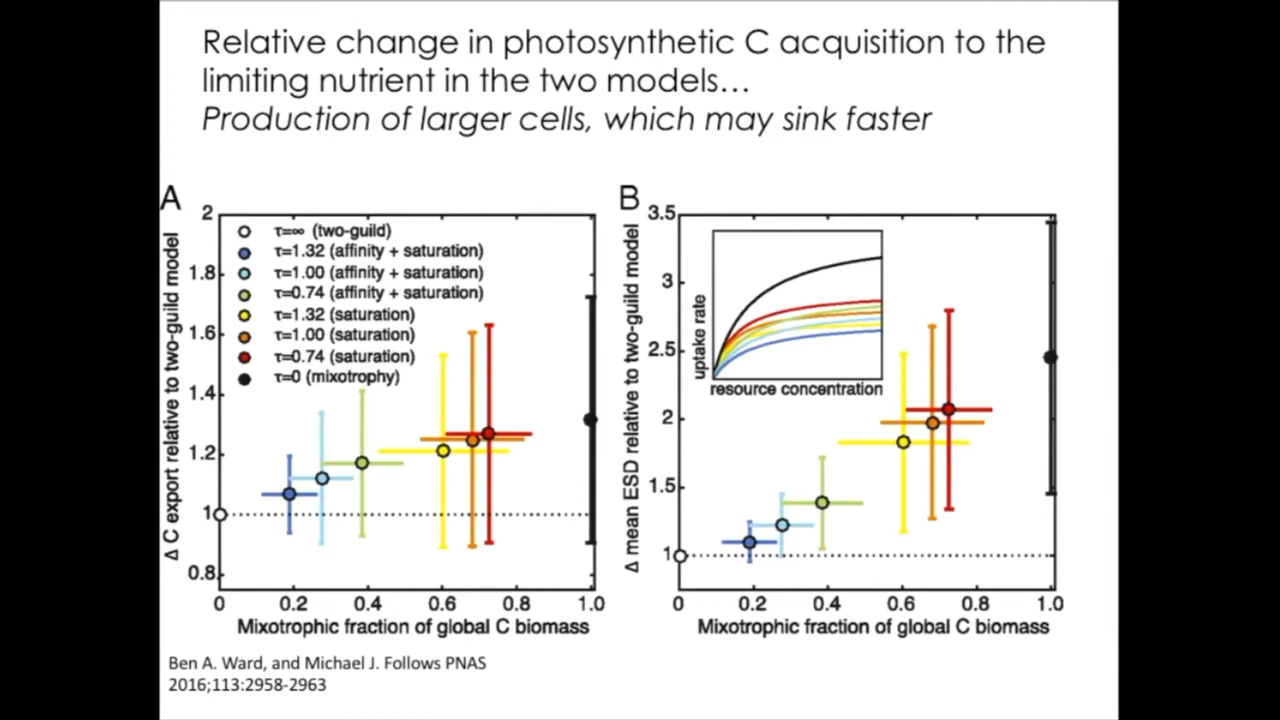 Relative change in photosynthetic C acquisition to the
limiting nutrient in the two models…
Production of larger cells, which may sink faster
A
Δ C export relative to two-guild model
2
1.8
1.6
1.4
1.2
1
0.8
τ=∞ (two-guild)
τ=1.32 (affinity + saturation)
τ=1.00 (affinity + saturation)
τ=0.74 (affinity + saturation)
τ=1.32 (saturation)
τ=1.00 (saturation)
τ=0.74 (saturation)
τ=0 (mixotrophy)
0 0.2 0.4 0.6 0.8 1.0
Mixotrophic fraction of global C biomass
B
Δ mean ESD relative to two-guild model
3.5
3
2.5
2
1.5
1
uptake rate
resource concentration
0 0.2 0.4 0.6 0.8 1.0
Mixotrophic fraction of global C biomass
Ben A. Ward, and Michael J. Follows PNAS
2016;113:2958-2963